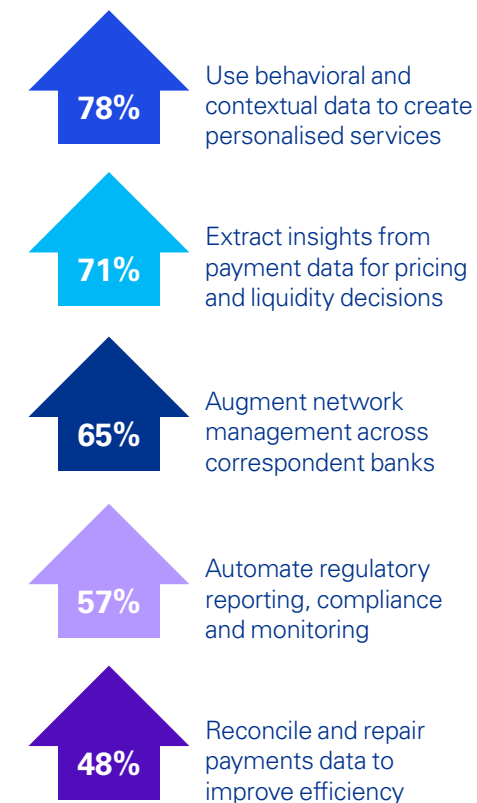 78%
Use behavioral and
contextual data to create
personalised services
71%
Extract insights from
payment data for pricing
and liquidity decisions
65%
Augment network
management across
correspondent banks
57%
Automate regulatory
reporting, compliance
and monitoring
48%
Reconcile and repair
payments data to
improve efficiency